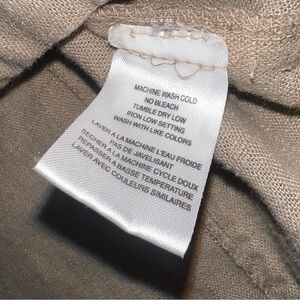 MACHINE WASH COLD
NO BLEACH
TUMBLE DRY LOW
IRON LOW SETTING
WASH WITH LIKE COLORS
LAVER A LA MACHINE L'EAU FROIDE
PAS DE JAVELISANT
SECHER A LA MACHINE CYCLE DOUX
REPASSER A BASSE TEMPERATURE
LAVER AVEC COULEURS SIMILAIRES